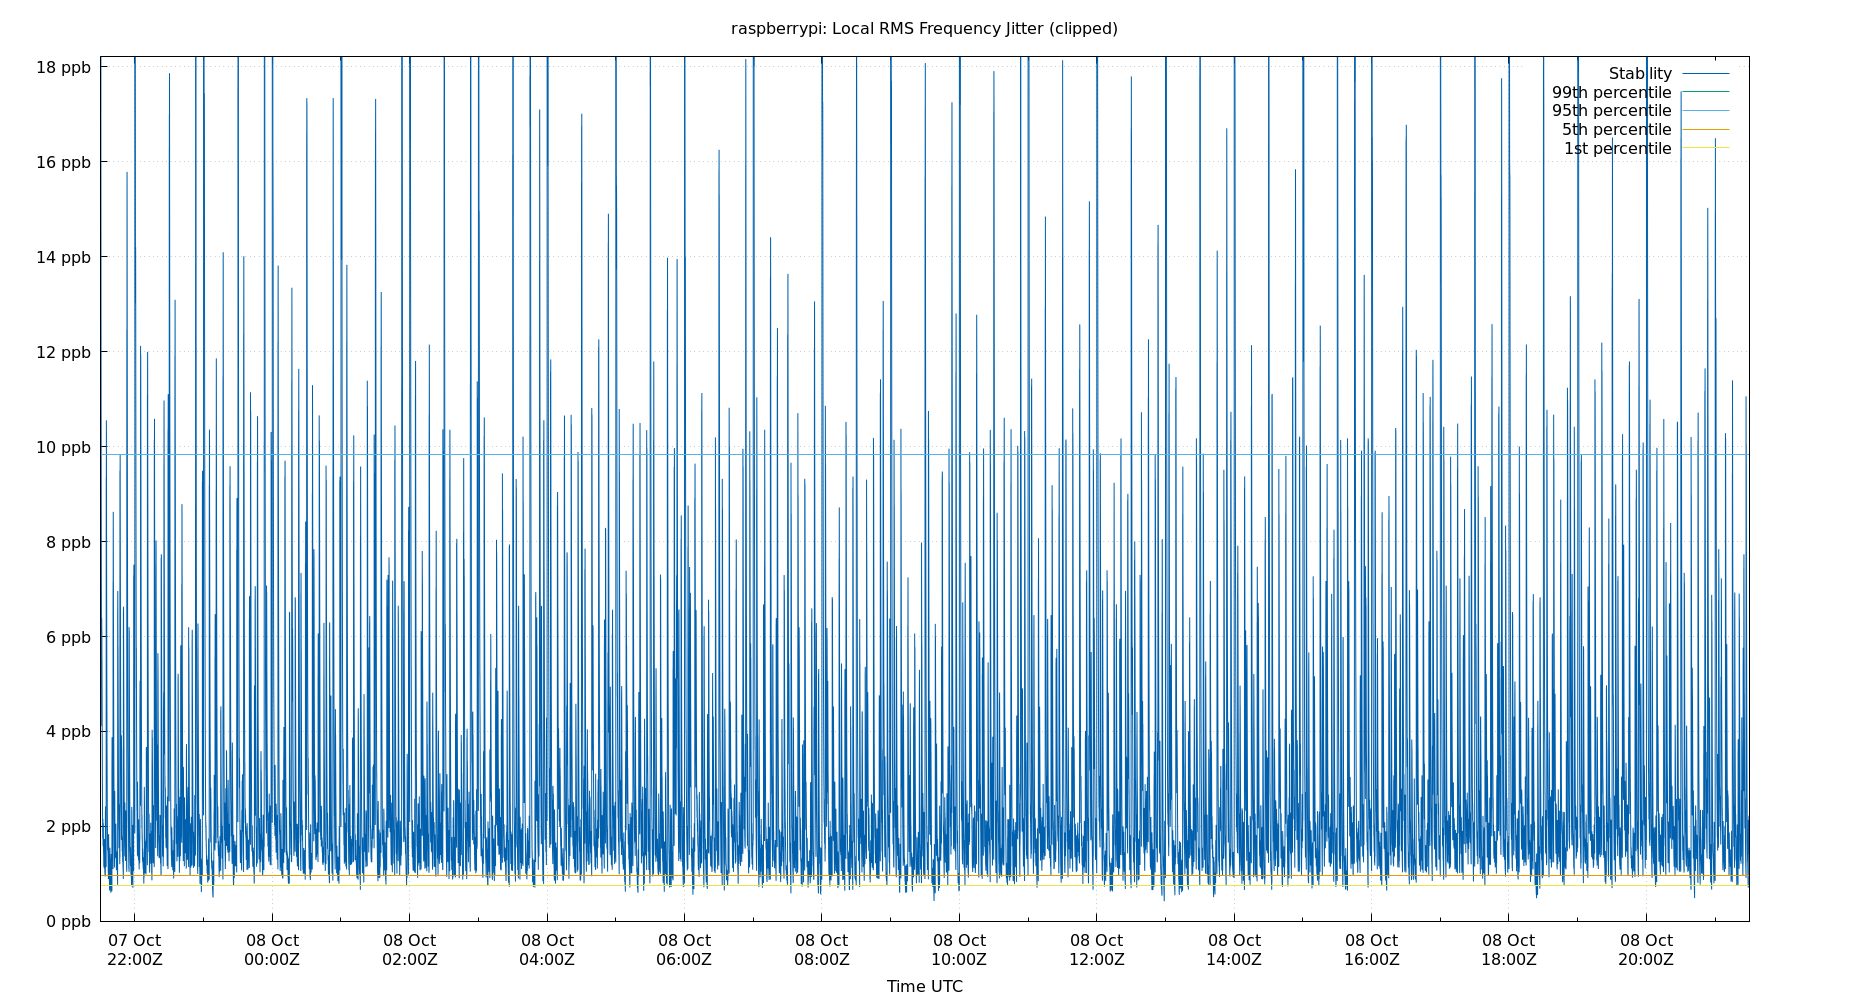 raspberrypi: Local RMS Frequency Jitter (clipped)
18 ppb
16 ppb
14 ppb
12 ppb
10 ppb
8 ppb
6 ppb
4 ppb
2 ppb
0 ppb
Stability
99th percentile
95th percentile
5th percentile
1st percentile
07 Oct 08 Oct 08 Oct 08 Oct 08 Oct 08 Oct 08 Oct 08 Oct 08 Oct 08 Oct 08 Oct 08 Oct
22:00Z 00:00Z 02:00Z 04:00Z 06:00Z 08:00Z 10:00Z 12:00Z 14:00Z 16:00Z 18:00Z 20:00Z
Time UTC